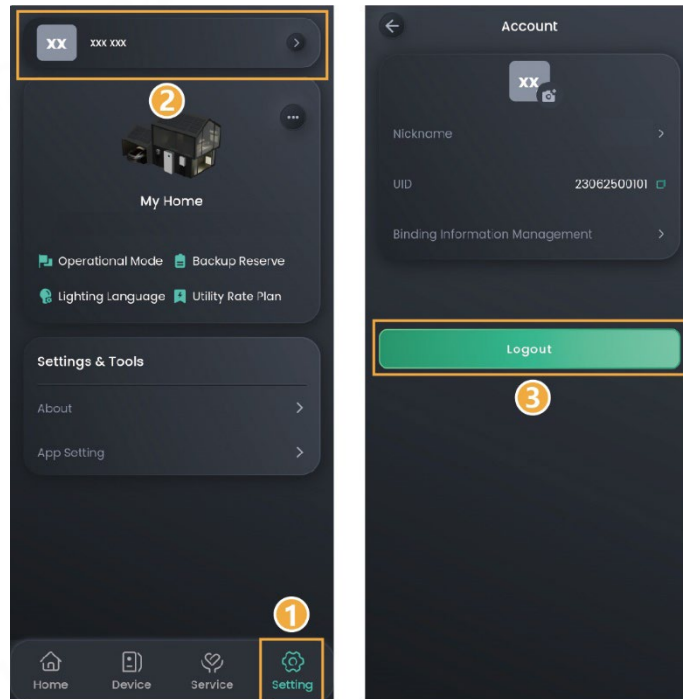 xx xxx xxx
2
My Home
Operational Mode Backup Reserve
Lighting Language Utility Rate Plan
Settings & Tools
About
App Setting
1
Home Device Service Setting
Account
xx
Nickname
UID 23062500101
Binding Information Management
Logout
3